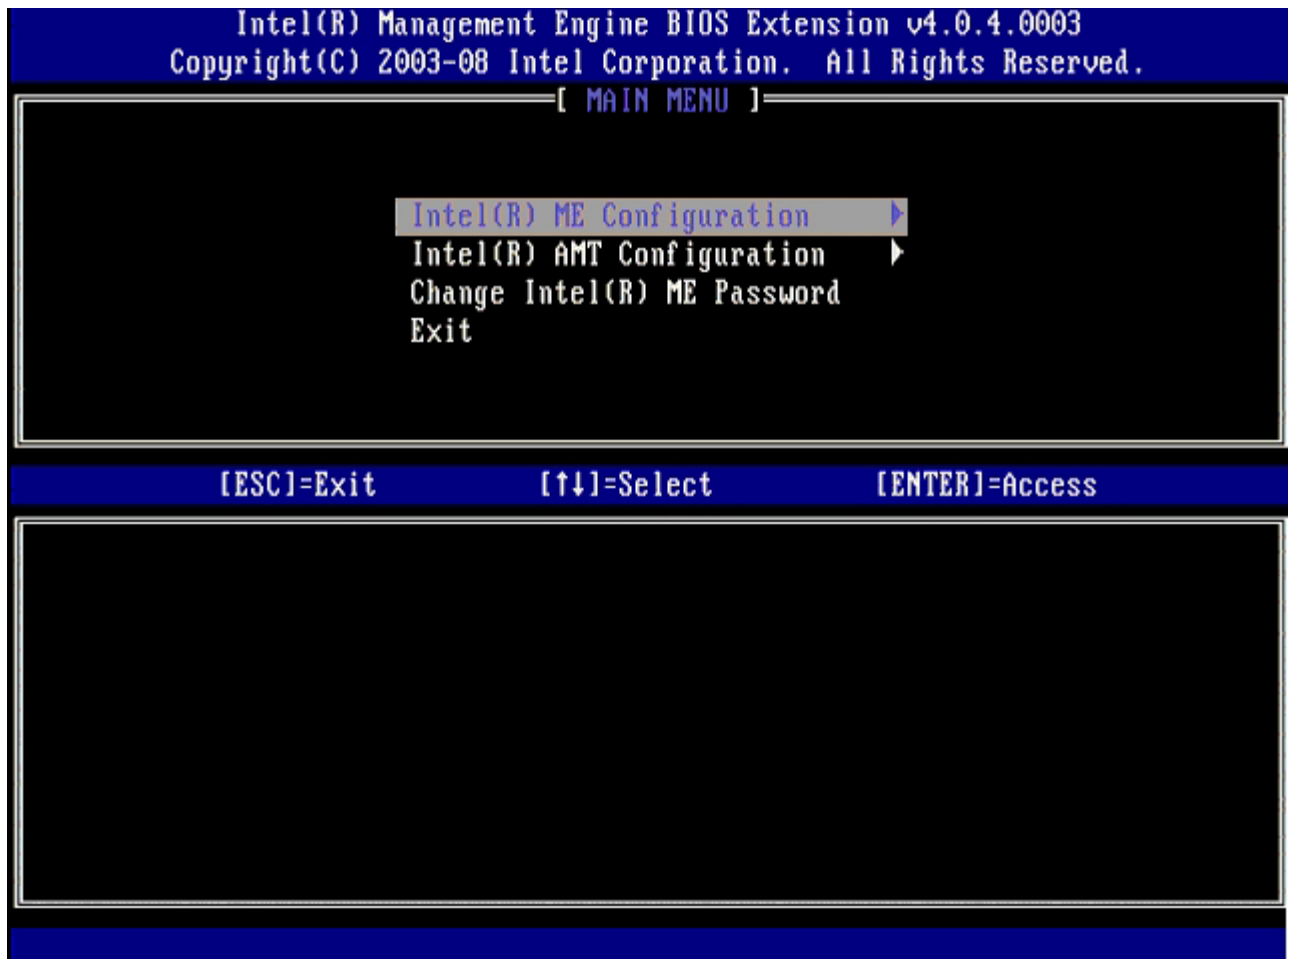 Intel(R) Management Engine BIOS Extension v4.0.4.0003
Copyright(C) 2003-08 Intel Corporation.  All Rights Reserved.
[ MAIN MENU ]
Intel(R) ME Configuration ►
Intel(R) AMT Configuration ►
Change Intel(R) ME Password
Exit
[ESC]=Exit [↑↓]=Select [ENTER]=Access